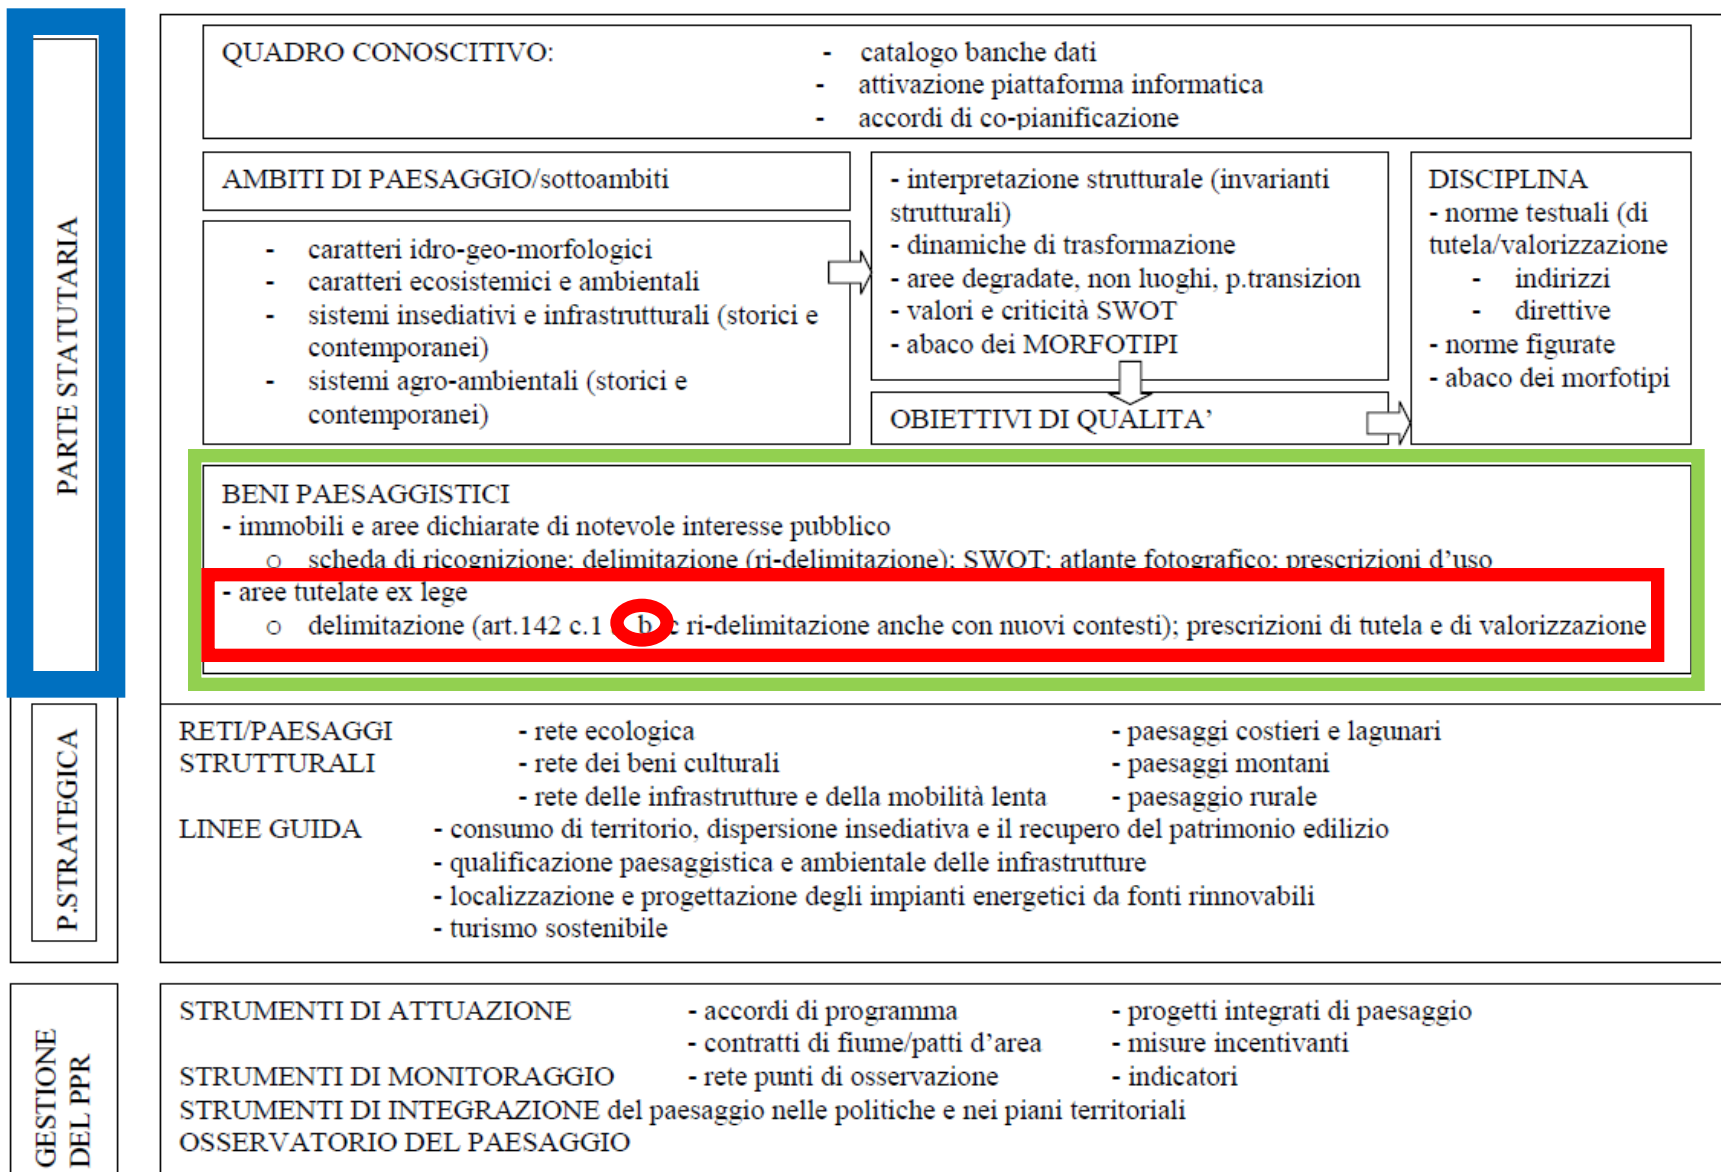 PARTE STATUTARIA
QUADRO CONOSCITIVO:
- catalogo banche dati
- attivazione piattaforma informatica
- accordi di co-pianificazione
AMBITI DI PAESAGGIO/sottoambiti
- caratteri idro-geo-morfologici
- caratteri ecosistemici e ambientali
- sistemi insediativi e infrastrutturali (storici e
contemporanei)
- sistemi agro-ambientali (storici e
contemporanei)
- interpretazione strutturale (invarianti
strutturali)
- dinamiche di trasformazione
- aree degradate, non luoghi, p.transizion
- valori e criticità SWOT
- abaco dei MORFOTIPI
OBIETTIVI DI QUALITA'
DISCIPLINA
- norme testuali (di
tutela/valorizzazione
- indirizzi
- direttive
- norme figurate
- abaco dei morfotipi
BENI PAESAGGISTICI
- immobili e aree dichiarate di notevole interesse pubblico
o scheda di ricognizione; delimitazione (ri-delimitazione); SWOT; atlante fotografico; prescrizioni d'uso
- aree tutelate ex lege
o delimitazione (art.142 c.1 b c ri-delimitazione anche con nuovi contesti); prescrizioni di tutela e di valorizzazione
P.STRATEGICA
RETI/PAESAGGI - rete ecologica - paesaggi costieri e lagunari
STRUTTURALI - rete dei beni culturali - paesaggi montani
- rete delle infrastrutture e della mobilità lenta - paesaggio rurale
LINEE GUIDA - consumo di territorio, dispersione insediativa e il recupero del patrimonio edilizio
- qualificazione paesaggistica e ambientale delle infrastrutture
- localizzazione e progettazione degli impianti energetici da fonti rinnovabili
- turismo sostenibile
GESTIONE
DEL PPR
STRUMENTI DI ATTUAZIONE - accordi di programma - progetti integrati di paesaggio
- contratti di fiume/patti d'area - misure incentivanti
STRUMENTI DI MONITORAGGIO - rete punti di osservazione - indicatori
STRUMENTI DI INTEGRAZIONE del paesaggio nelle politiche e nei piani territoriali
OSSERVATORIO DEL PAESAGGIO